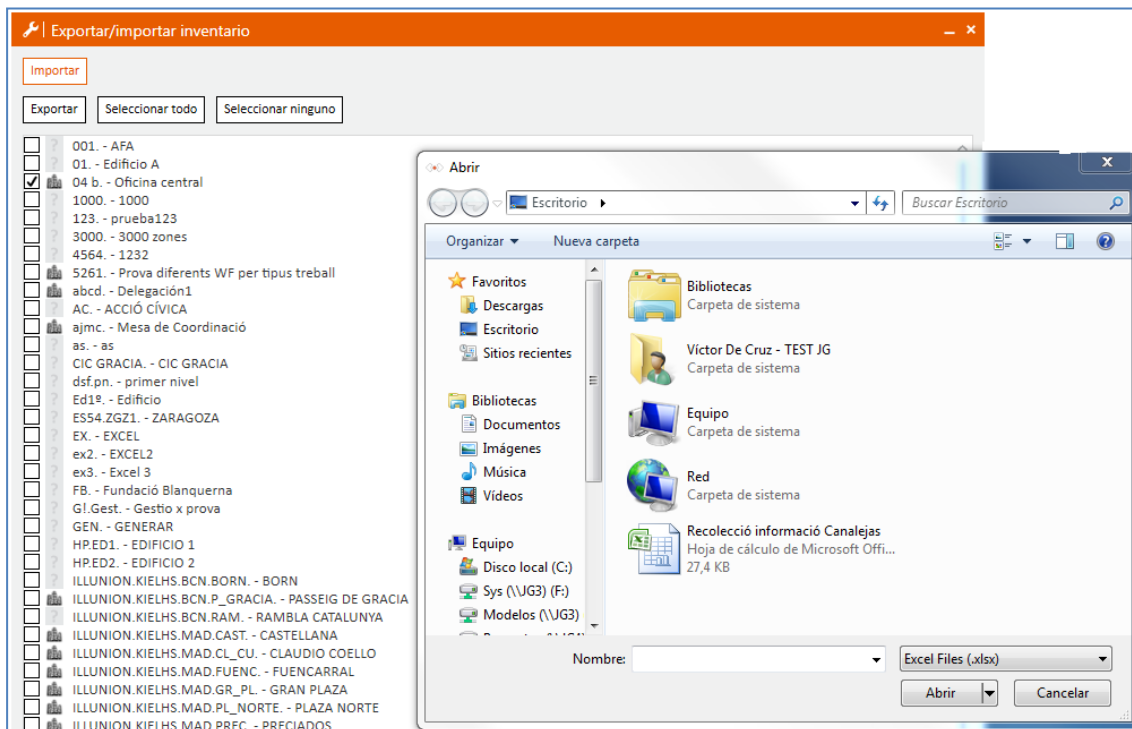 Exportar/importar inventario
Importar
Exportar Seleccionar todo Seleccionar ninguno
001. - AFA
01. - Edificio A
04 b. - Oficina central
1000. - 1000
123. - prueba123
3000. - 3000 zones
4564. - 1232
5261. - Prova diferents WF per tipus treball
abcd. - Delegación1
AC. - ACCIÓ CÍVICA
ajmc. - Mesa de Coordinació
as. - as
CIC GRACIA. - CIC GRACIA
dsf.pn. - primer nivel
Ed1º. - Edificio
ES54.ZGZ1. - ZARAGOZA
EX. - EXCEL
ex2. - EXCEL2
ex3. - Excel 3
FB. - Fundació Blanquerna
G!.Gest. - Gestio x prova
GEN. - GENERAR
HP.ED1. - EDIFICIO 1
HP.ED2. - EDIFICIO 2
ILLUNION.KIELHS.BCN.BORN. - BORN
ILLUNION.KIELHS.BCN.P_GRACIA. - PASSEIG DE GRACIA
ILLUNION.KIELHS.BCN.RAM. - RAMBLA CATALUNYA
ILLUNION.KIELHS.MAD.CAST. - CASTELLANA
ILLUNION.KIELHS.MAD.CL_CU. - CLAUDIO COELLO
ILLUNION.KIELHS.MAD.FUENC. - FUENCARRAL
ILLUNION.KIELHS.MAD.GR_PL. - GRAN PLAZA
ILLUNION.KIELHS.MAD.PL_NORTE. - PLAZA NORTE
ILLUNION.KIELHS.MAD.PREC. - PRECIADOS
Abrir
Escritorio
Buscar Escritorio
Organizar Nueva carpeta
Favoritos
Descargas
Escritorio
Sitios recientes
Bibliotecas
Documentos
Imágenes
Música
Vídeos
Equipo
Disco local (C:)
Sys (\\JG3) (F:)
Modelos (\\JG3)
Bibliotecas
Carpeta de sistema
Víctor De Cruz - TEST JG
Carpeta de sistema
Equipo
Carpeta de sistema
Red
Carpeta de sistema
Recolecció informació Canalejas
Hoja de cálculo de Microsoft Offi...
27,4 KB
Nombre:
Excel Files (.xlsx)
Abrir Cancelar